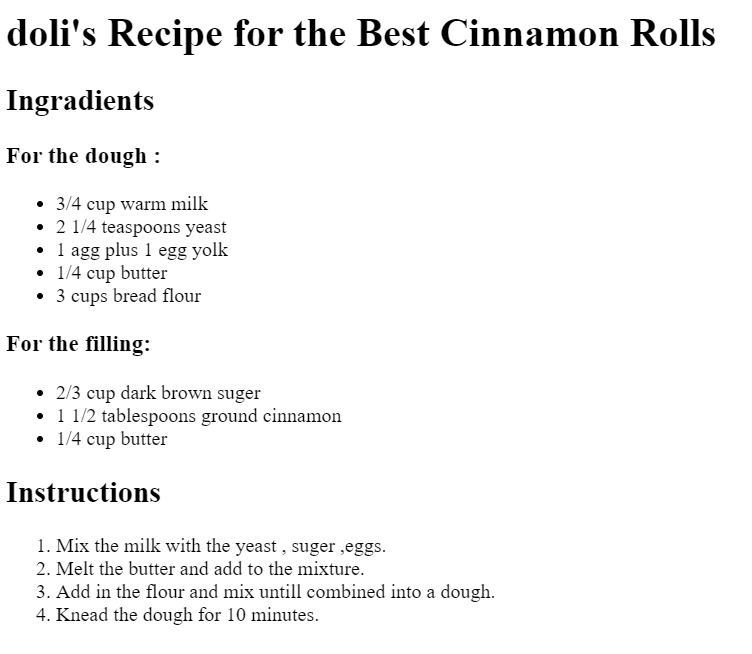 doli's Recipe for the Best Cinnamon Rolls
Ingradients
For the dough :
• 3/4 cup warm milk
• 2 1/4 teaspoons yeast
• 1 agg plus 1 egg yolk
• 1/4 cup butter
• 3 cups bread flour
For the filling:
• 2/3 cup dark brown suger
• 1 1/2 tablespoons ground cinnamon
• 1/4 cup butter
Instructions
1. Mix the milk with the yeast , suger ,eggs.
2. Melt the butter and add to the mixture.
3. Add in the flour and mix untill combined into a dough.
4. Knead the dough for 10 minutes.